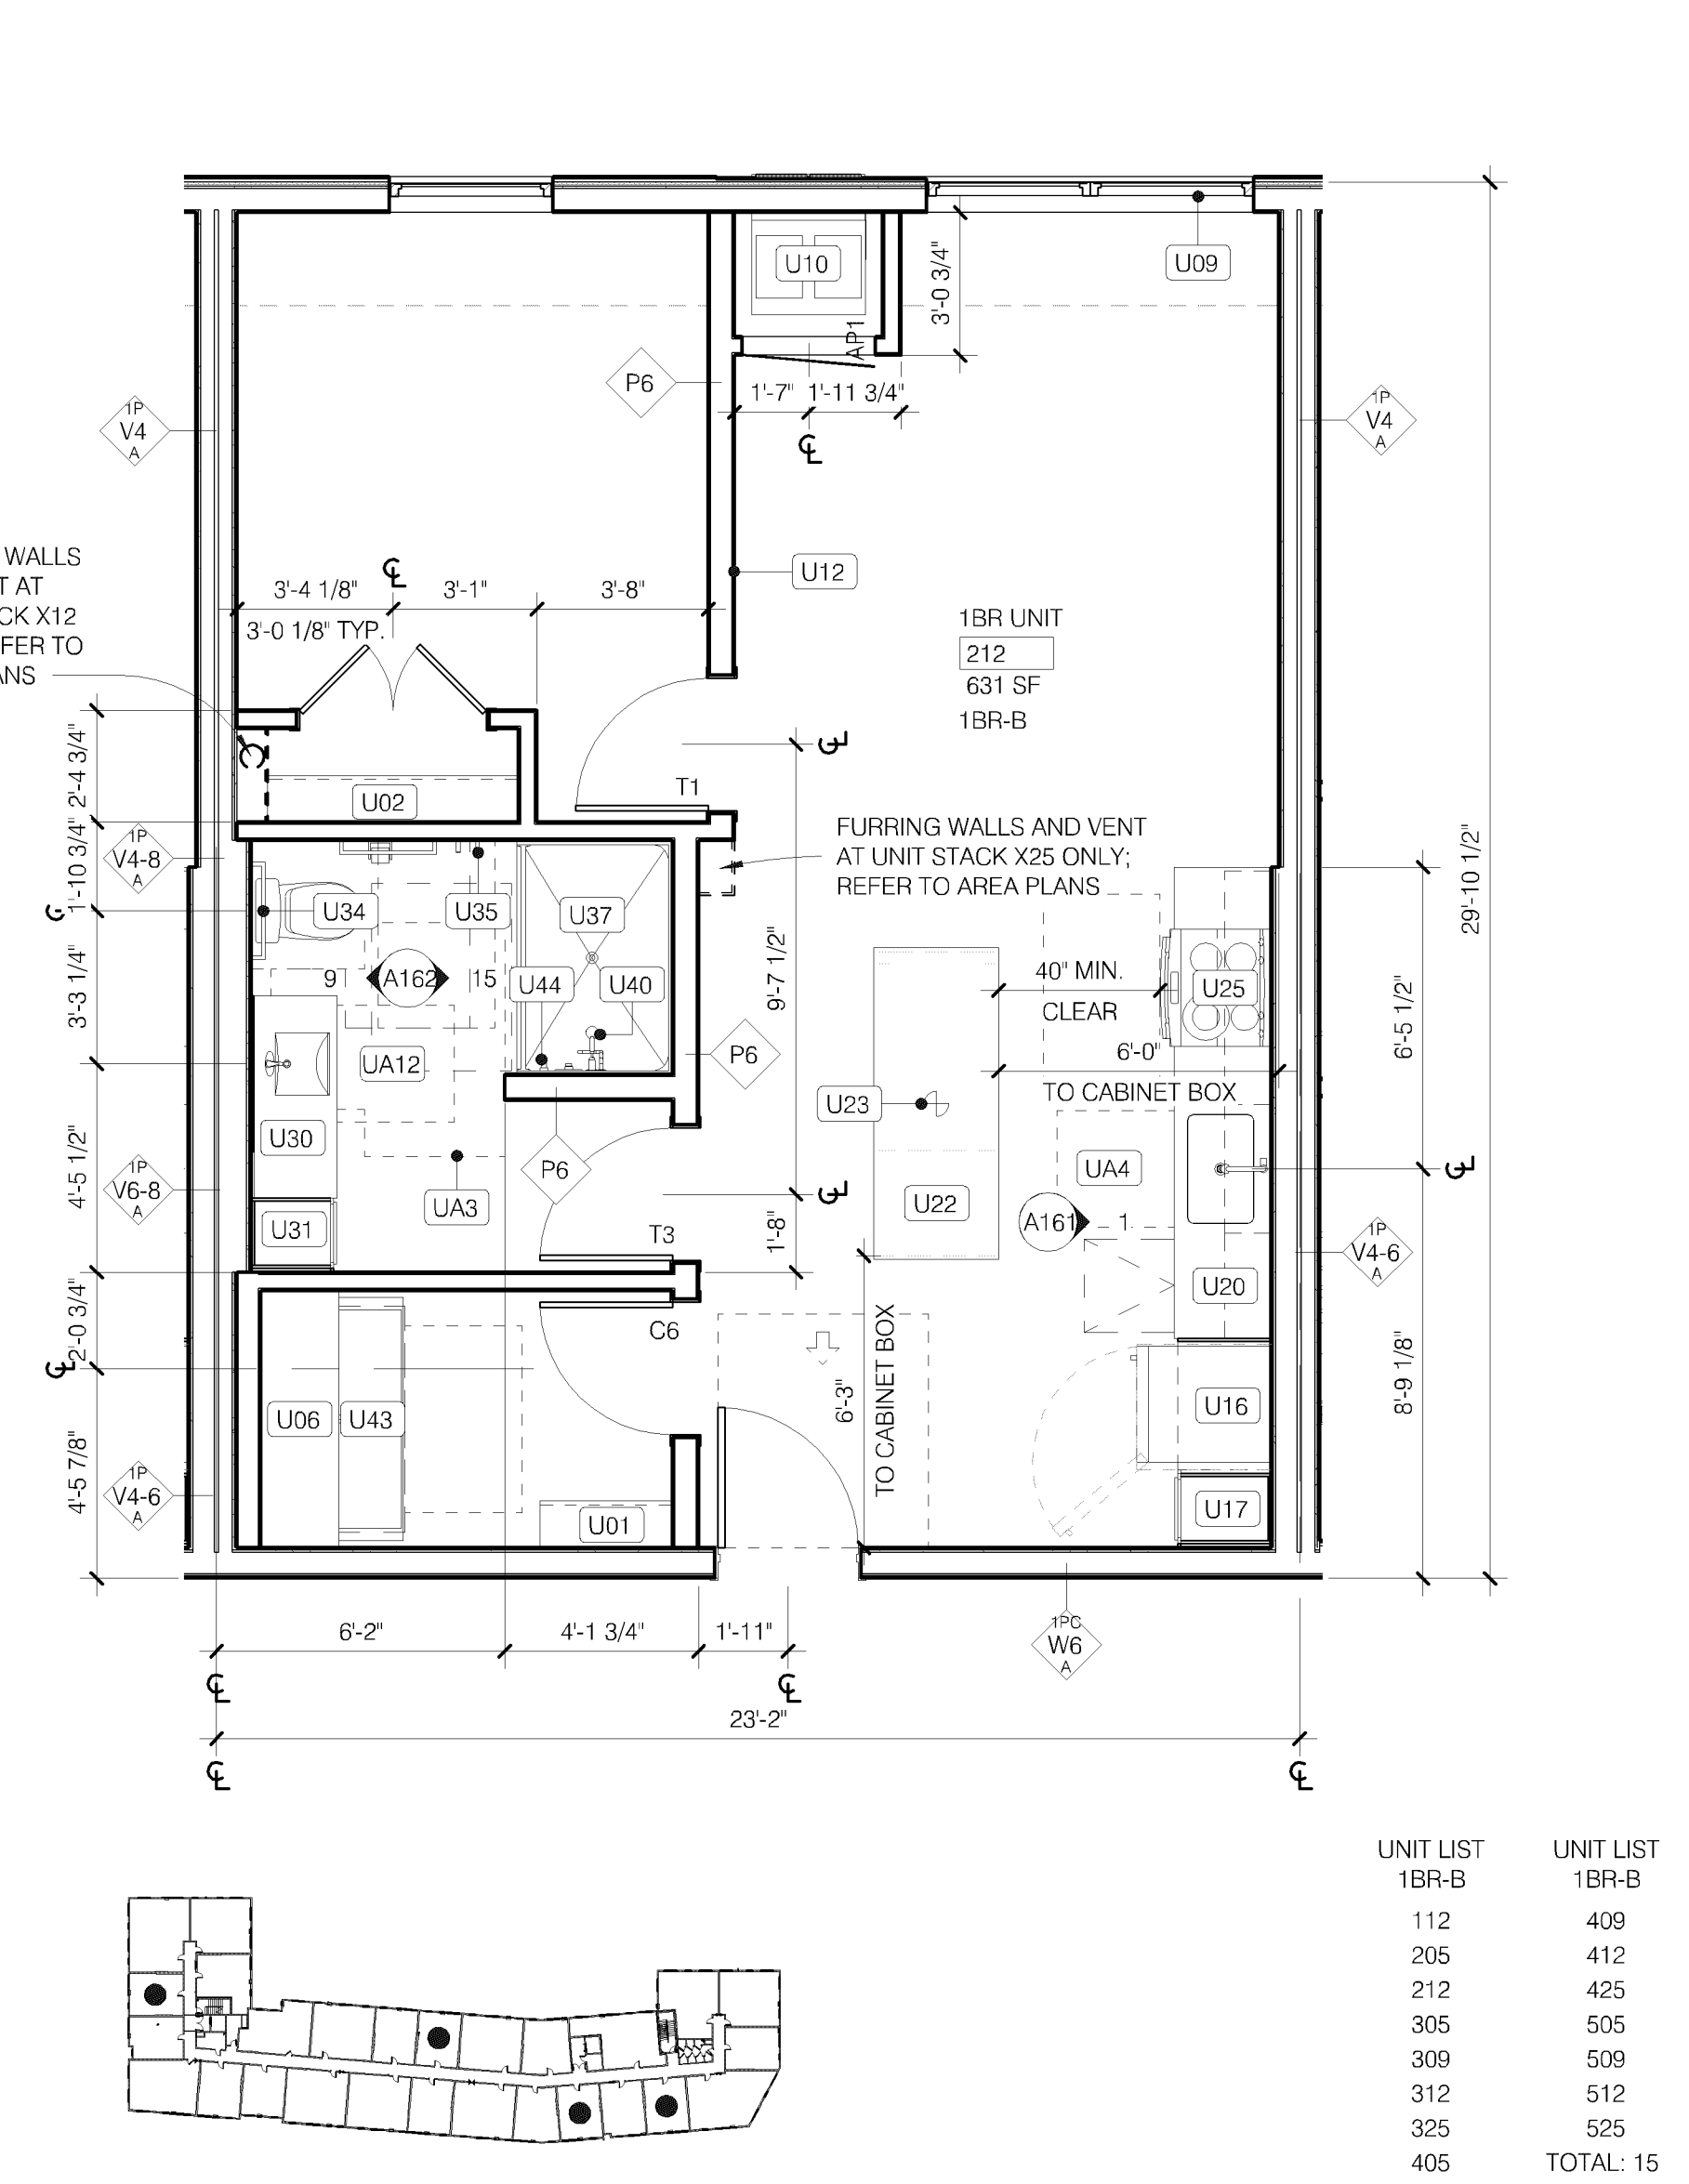 U10
U09
3'-0 3/4"
AP1
P6
1'-7"
1'-11 3/4"
℄
1P
V4
A
1P
V4
A
WALLS
T AT
CK X12
FER TO
ANS
U12
℄
3'-4 1/8"
3'-1"
3'-8"
3'-0 1/8" TYP.
1BR UNIT
212
631 SF
1BR-B
2'-4 3/4"
℄
T1
U02
FURRING WALLS AND VENT
AT UNIT STACK X25 ONLY;
REFER TO AREA PLANS
1P
V4-8
A
1'-10 3/4"
29'-10 1/2"
U34
U35
U37
9
A162
15
U44
U40
9'-7 1/2"
40" MIN.
CLEAR
U25
3'-3 1/4"
6'-5 1/2"
6'-0"
TO CABINET BOX
UA12
P6
U23
U30
P6
UA4
℄
4'-5 1/2"
1P
V6-8
A
UA3
℄
U22
U31
T3
1'-8"
A161
1
1P
V4-6
A
U20
2'-0 3/4"
C6
℄
6'-3"
TO CABINET BOX
8'-9 1/8"
U06
U43
U16
4'-5 7/8"
1P
V4-6
A
U01
U17
6'-2"
4'-1 3/4"
1'-11"
1PC
W6
A
℄
℄
23'-2"
℄
℄
UNIT LIST
1BR-B
112
205
212
305
309
312
325
405
UNIT LIST
1BR-B
409
412
425
505
509
512
525
TOTAL: 15